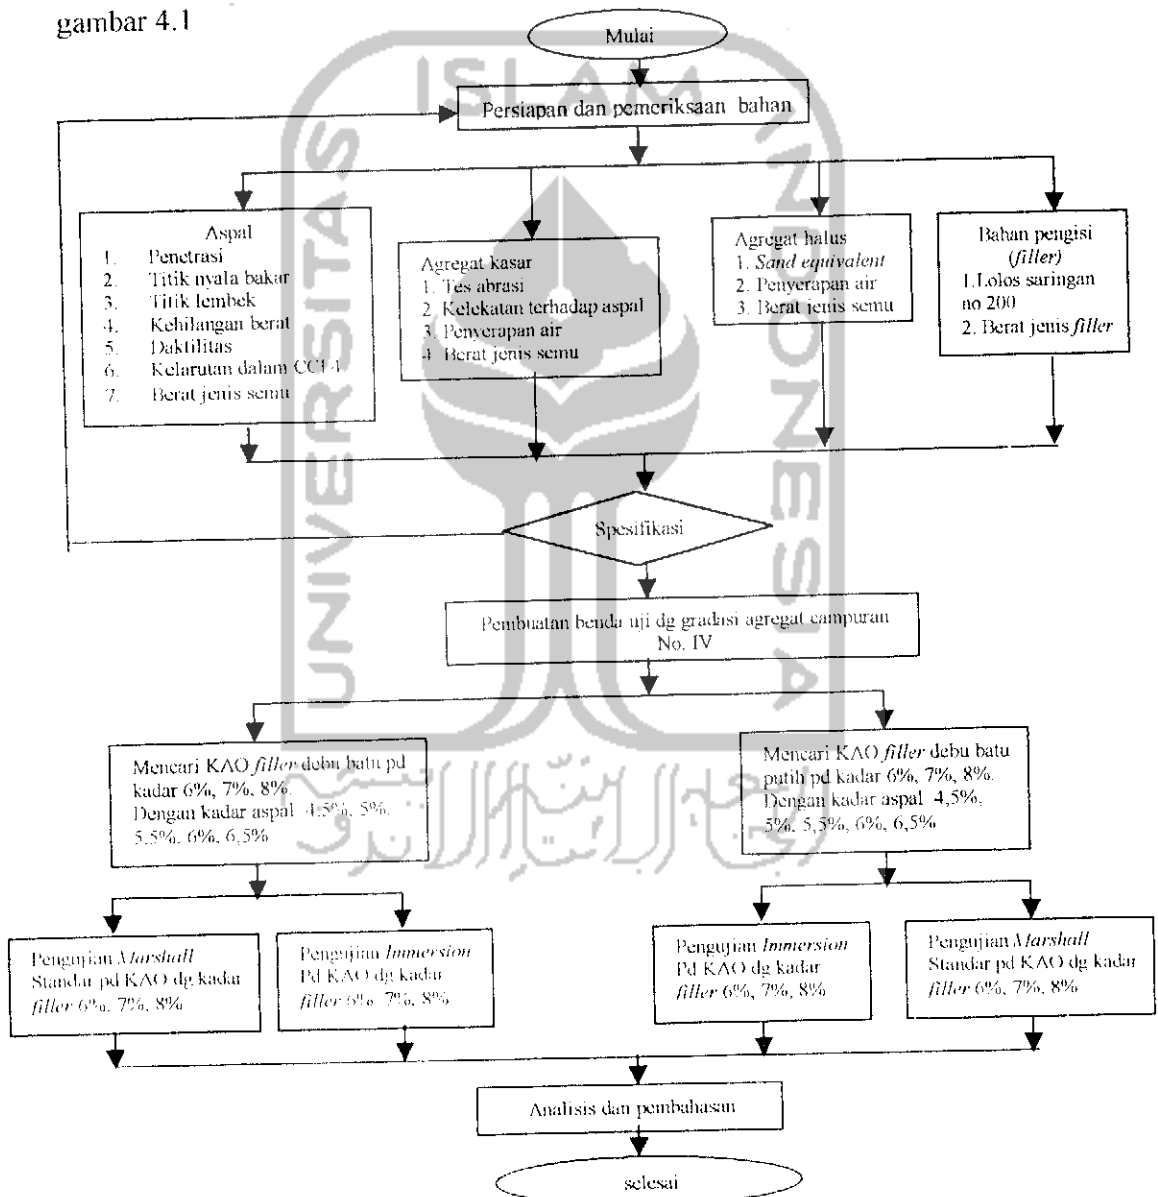 gambar 4.1
Mulai
Persiapan dan pemeriksaan bahan
Aspal
1. Penetrasi
2. Titik nyala bakar
3. Titik lembek
4. Kehilangan berat
5. Daktilitas
6. Kelarutan dalam CCL4
7. Berat jenis semu
Agregat kasar
1. Tes abrasi
2. Kelekatan terhadap aspal
3. Penyerapan air
4. Berat jenis semu
Agregat halus
1. Sand equivalent
2. Penyerapan air
3. Berat jenis semu
Bahan pengisi
(filler)
1.Lolos saringan
no 200
2. Berat jenis filler
Spesifikasi
Pembuatan benda uji dg gradasi agregat campuran
No. IV
Mencari KAO filler debu batu pd
kadar 6%, 7%, 8%.
Dengan kadar aspal 4,5%, 5%,
5,5%, 6%, 6,5%
Mencari KAO filler debu batu
putih pd kadar 6%, 7%, 8%.
Dengan kadar aspal 4,5%,
5%, 5,5%, 6%, 6,5%
Pengujian Marshall
Standar pd KAO dg kadar
filler 6%, 7%, 8%
Pengujian Immersion
Pd KAO dg kadar
filler 6%, 7%, 8%
Pengujian Immersion
Pd KAO dg kadar
filler 6%, 7%, 8%
Pengujian Marshall
Standar pd KAO dg kadar
filler 6%, 7%, 8%
Analisis dan pembahasan
selesai
UNIVERSITAS
ISLAM
INDONESIA